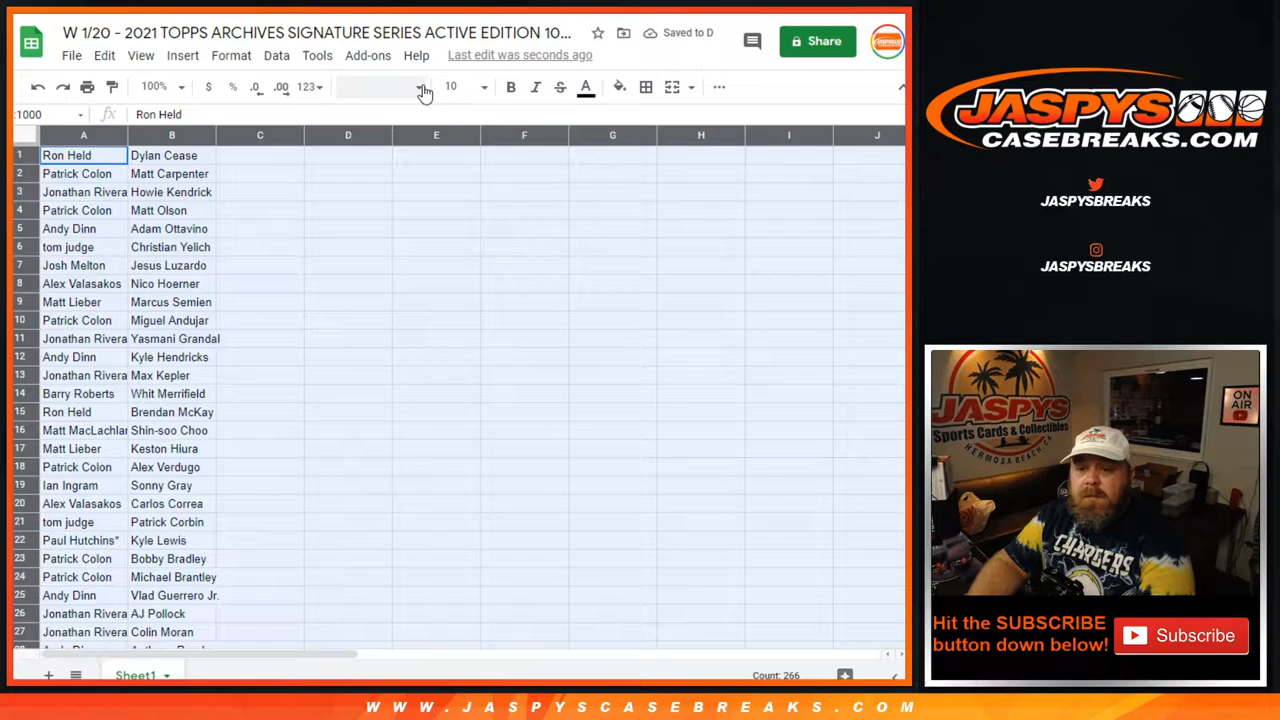 W 1/20 - 2021 TOPPS ARCHIVES SIGNATURE SERIES ACTIVE EDITION 10...
Saved to D
Share
File Edit View Insert Format Data Tools Add-ons Help Last edit was seconds ago
100% $ % .0 .00 123 10 B I S A
:1000 fx Ron Held
A B C D E F G H I J
1 Ron Held Dylan Cease
2 Patrick Colon Matt Carpenter
3 Jonathan Rivera Howie Kendrick
4 Patrick Colon Matt Olson
5 Andy Dinn Adam Ottavino
6 tom judge Christian Yelich
7 Josh Melton Jesus Luzardo
8 Alex Valasakos Nico Hoerner
9 Matt Lieber Marcus Semien
10 Patrick Colon Miguel Andujar
11 Jonathan Rivera Yasmani Grandal
12 Andy Dinn Kyle Hendricks
13 Jonathan Rivera Max Kepler
14 Barry Roberts Whit Merrifield
15 Ron Held Brendan McKay
16 Matt MacLachlan Shin-soo Choo
17 Matt Lieber Keston Hiura
18 Patrick Colon Alex Verdugo
19 Ian Ingram Sonny Gray
20 Alex Valasakos Carlos Correa
21 tom judge Patrick Corbin
22 Paul Hutchins* Kyle Lewis
23 Patrick Colon Bobby Bradley
24 Patrick Colon Michael Brantley
25 Andy Dinn Vlad Guerrero Jr.
26 Jonathan Rivera AJ Pollock
27 Jonathan Rivera Colin Moran
Sheet1
Count: 266
JASPYS
CASEBREAKS.COM
JASPYSBREAKS
JASPYSBREAKS
JASPYS
Sports Cards & Collectibles
HERMOSA BEACH, CA
ON AIR
CHARGERS
Hit the SUBSCRIBE
button down below!
Subscribe
WWW.JASPYSCASEBREAKS.COM